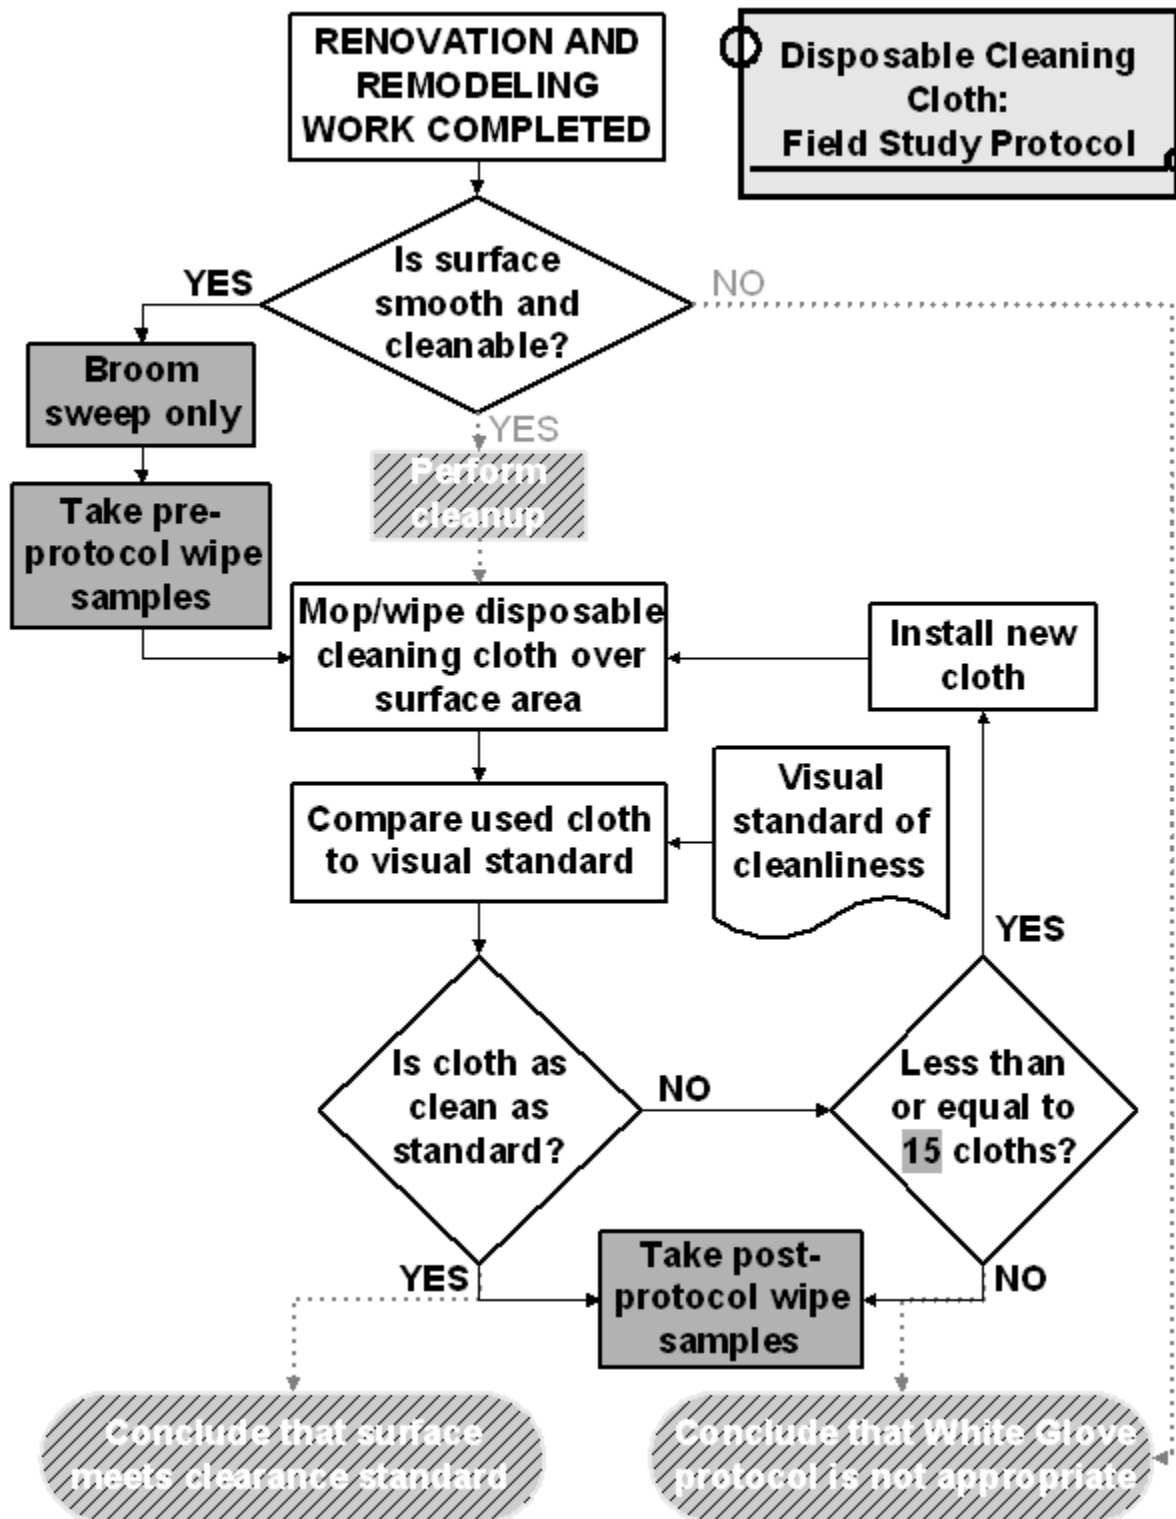 RENOVATION AND
REMODELING
WORK COMPLETED
Disposable Cleaning
Cloth:
Field Study Protocol
Is surface
smooth and
cleanable?
YES
NO
Broom
sweep only
YES
Perform
cleanup
Take pre-
protocol wipe
samples
Mop/wipe disposable
cleaning cloth over
surface area
Install new
cloth
Compare used cloth
to visual standard
Visual
standard of
cleanliness
YES
Is cloth as
clean as
standard?
NO
Less than
or equal to
15 cloths?
YES
Take post-
protocol wipe
samples
NO
Conclude that surface
meets clearance standard
Conclude that White Glove
protocol is not appropriate